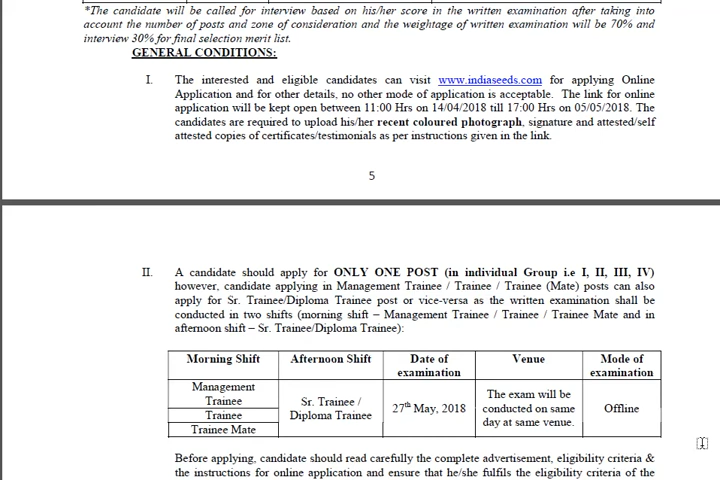 *The candidate will be called for interview based on his/her score in the written examination after taking into
account the number of posts and zone of consideration and the weightage of written examination will be 70% and
interview 30% for final selection merit list.
GENERAL CONDITIONS:
I. The interested and eligible candidates can visit www.indiaseeds.com for applying Online
Application and for other details, no other mode of application is acceptable. The link for online
application will be kept open between 11:00 Hrs on 14/04/2018 till 17:00 Hrs on 05/05/2018. The
candidates are required to upload his/her recent coloured photograph, signature and attested/self
attested copies of certificates/testimonials as per instructions given in the link.
5
II. A candidate should apply for ONLY ONE POST (in individual Group i.e I, II, III, IV)
however, candidate applying in Management Trainee / Trainee / Trainee (Mate) posts can also
apply for Sr. Trainee/Diploma Trainee post or vice-versa as the written examination shall be
conducted in two shifts (morning shift – Management Trainee / Trainee / Trainee Mate and in
afternoon shift – Sr. Trainee/Diploma Trainee):
Morning Shift Afternoon Shift Date of examination Venue Mode of examination
Management Trainee
Trainee
Trainee Mate
Sr. Trainee /
Diploma Trainee
27th May, 2018
The exam will be
conducted on same
day at same venue.
Offline
Before applying, candidate should read carefully the complete advertisement, eligibility criteria &
the instructions for online application and ensure that he/she fulfils the eligibility criteria of the